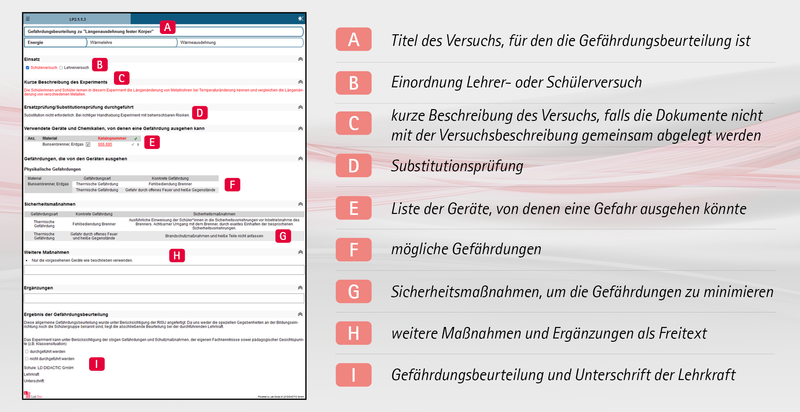 LPS 1.1.3
Gefährdungsbeurteilung zu "Längenausdehnung fester Körper"
A
Energie
Wärmelehre
Wärmeausdehnung
Einsatz
Schülerversuch
Lehrerversuch
B
Kurze Beschreibung des Experiments
C
Die Schülerinnen und Schüler lernen in diesem Experiment die Längenänderung von Metallrohren bei Temperaturänderung kennen und vergleichen die Längenänderung von verschiedenen Metallen.
Ersatzprüfung/Substitutionsprüfung durchgeführt
D
Substitution nicht erforderlich. Bei richtiger Handhabung Experiment mit beherrschbaren Risiken.
Verwendete Geräte und Chemikalien, von denen eine Gefährdung ausgehen kann
Anz. Material Katalognummer
Bunsenbrenner, Erdgas
E
Gefährdungen, die von den Geräten ausgehen
Physikalische Gefährdungen
Material Gefährdungsart Konkrete Gefährdung
Bunsenbrenner, Erdgas Thermische Gefährdung Fehlbedienung Brenner
Thermische Gefährdung Gefahr durch offenes Feuer und heiße Gegenstände
F
Sicherheitsmaßnahmen
Gefährdungsart Konkrete Gefährdung Sicherheitsmaßnahmen
Thermische Gefährdung Fehlbedienung Brenner Ausführliche Einweisung der Schüler*innen in die Sicherheitsvorkehrungen vor Inbetriebnahme des Brenners. Achtsamer Umgang mit dem Brenner, durch exaktes Einhalten der besprochenen Sicherheitsvorkehrungen.
Thermische Gefährdung Gefahr durch offenes Feuer und heiße Gegenstände Brandschutzmaßnahmen und heiße Teile nicht anfassen
G
Weitere Maßnahmen
H
Nur die vorgesehenen Geräte wie beschrieben verwenden.
Ergänzungen
Ergebnis der Gefährdungsbeurteilung
Diese allgemeine Gefährdungsbeurteilung wurde unter Berücksichtigung der RISU angefertigt. Da uns weder die speziellen Gegebenheiten an der Bildungseinrichtung noch die Schülergruppe bekannt sind, liegt die abschließende Beurteilung bei der durchführenden Lehrkraft.
Das Experiment kann unter Berücksichtigung der obigen Gefährdungen und Schutzmaßnahmen, der eigenen Fachkenntnisse sowie pädagogischer Gesichtspunkte (z.B. Klassensituation):
durchgeführt werden
nicht durchgeführt werden
I
Schule: LD DIDACTIC GmbH
Lehrkraft
Unterschrift
A Titel des Versuchs, für den die Gefährdungsbeurteilung ist
B Einordnung Lehrer- oder Schülerversuch
C kurze Beschreibung des Versuchs, falls die Dokumente nicht
mit der Versuchsbeschreibung gemeinsam abgelegt werden
D Substitutionsprüfung
E Liste der Geräte, von denen eine Gefahr ausgehen könnte
F mögliche Gefährdungen
G Sicherheitsmaßnahmen, um die Gefährdungen zu minimieren
H weitere Maßnahmen und Ergänzungen als Freitext
I Gefährdungsbeurteilung und Unterschrift der Lehrkraft